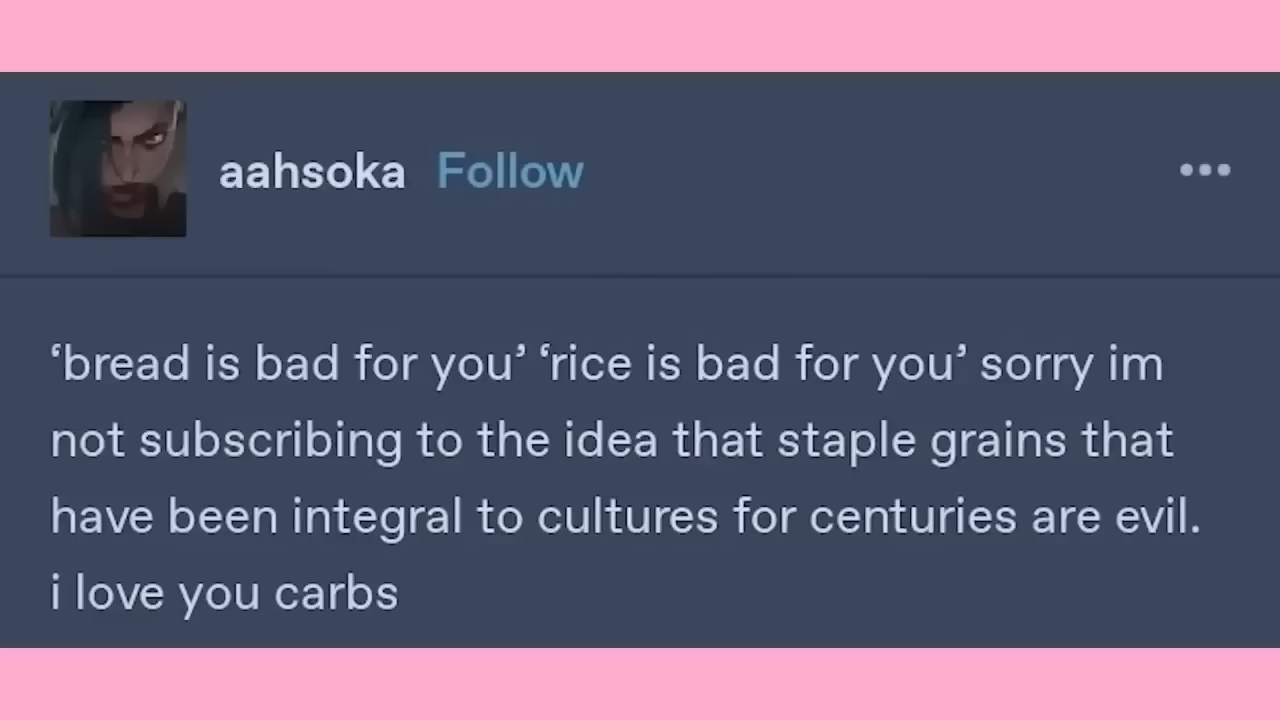 aahsoka Follow
‘bread is bad for you’ ‘rice is bad for you’ sorry im
not subscribing to the idea that staple grains that
have been integral to cultures for centuries are evil.
i love you carbs